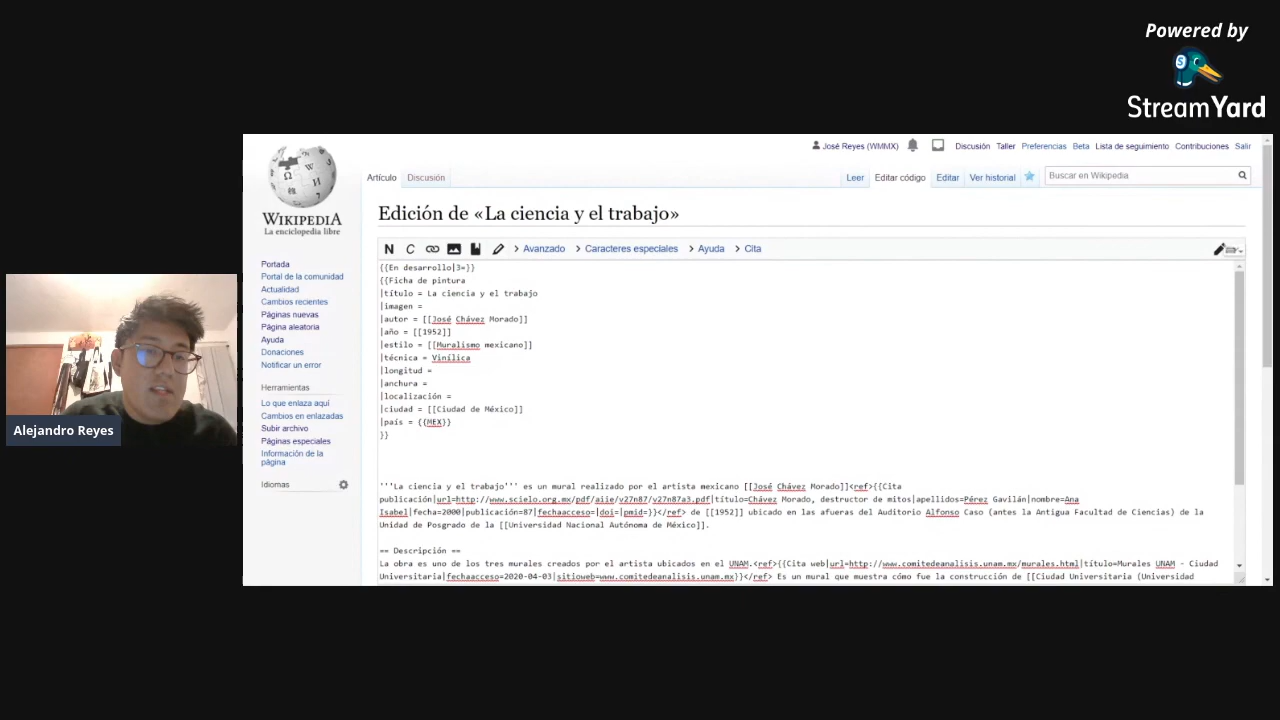 Powered by
StreamYard
José Reyes (WMMX) Discusión Taller Preferencias Beta Lista de seguimiento Contribuciones Salir
Artículo Discusión Leer Editar código Editar Ver historial Buscar en Wikipedia
WIKIPEDIA
La enciclopedia libre
Portada
Portal de la comunidad
Actualidad
Cambios recientes
Páginas nuevas
Página aleatoria
Ayuda
Donaciones
Notificar un error
Herramientas
Lo que enlaza aquí
Cambios en enlazadas
Subir archivo
Páginas especiales
Información de la
página
Idiomas
Edición de «La ciencia y el trabajo»
N C Avanzado Caracteres especiales Ayuda Cita
{{En desarrollo|3=}}
{{Ficha de pintura
|título = La ciencia y el trabajo
|imagen =
|autor = [[José Chávez Morado]]
|año = [[1952]]
|estilo = [[Muralismo mexicano]]
|técnica = Vinílica
|longitud =
|anchura =
|localización =
|ciudad = [[Ciudad de México]]
|país = {{MEX}}
}}
'''La ciencia y el trabajo''' es un mural realizado por el artista mexicano [[José Chávez Morado]]<ref>{{Cita
publicación|url=http://www.scielo.org.mx/pdf/aiie/v27n87/v27n87a3.pdf|título=Chávez Morado, destructor de mitos|apellidos=Pérez Gavilán|nombre=Ana
Isabel|fecha=2000|publicación=87|fechaacceso=|doi=|pmid=}}</ref> de [[1952]] ubicado en las afueras del Auditorio Alfonso Caso (antes la Antigua Facultad de Ciencias) de la
Unidad de Posgrado de la [[Universidad Nacional Autónoma de México]].
== Descripción ==
La obra es uno de los tres murales creados por el artista ubicados en el UNAM.<ref>{{Cita web|url=http://www.comitedeanalisis.unam.mx/murales.html|título=Murales UNAM - Ciudad
Universitaria|fechaacceso=2020-04-03|sitioweb=www.comitedeanalisis.unam.mx}}</ref> Es un mural que muestra cómo fue la construcción de [[Ciudad Universitaria (Universidad
Alejandro Reyes